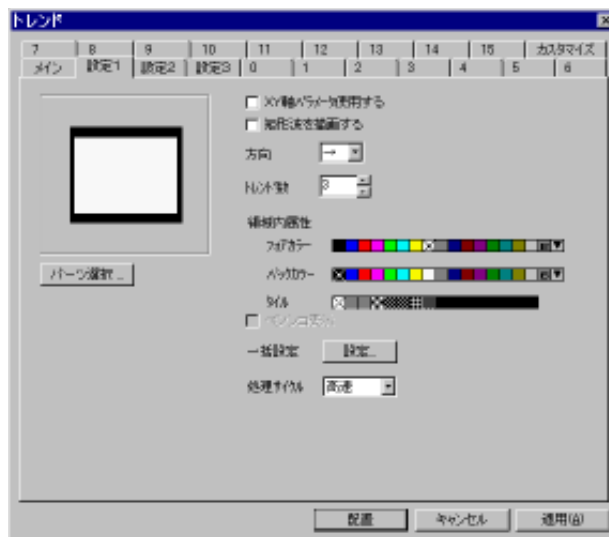 トレンド
7 8 9 10 11 12 13 14 15 カスタマイズ
メイン 設定1 設定2 設定3 0 1 2 3 4 5 6
XY軸パラメータ使用する
矩形波を描画する
方向 →
トレンド個数 3
領域内属性
フォアカラー
バックカラー
タイル
パーツ選択...
一括設定 設定...
処理サイクル 高速
配置 キャンセル 適用(A)